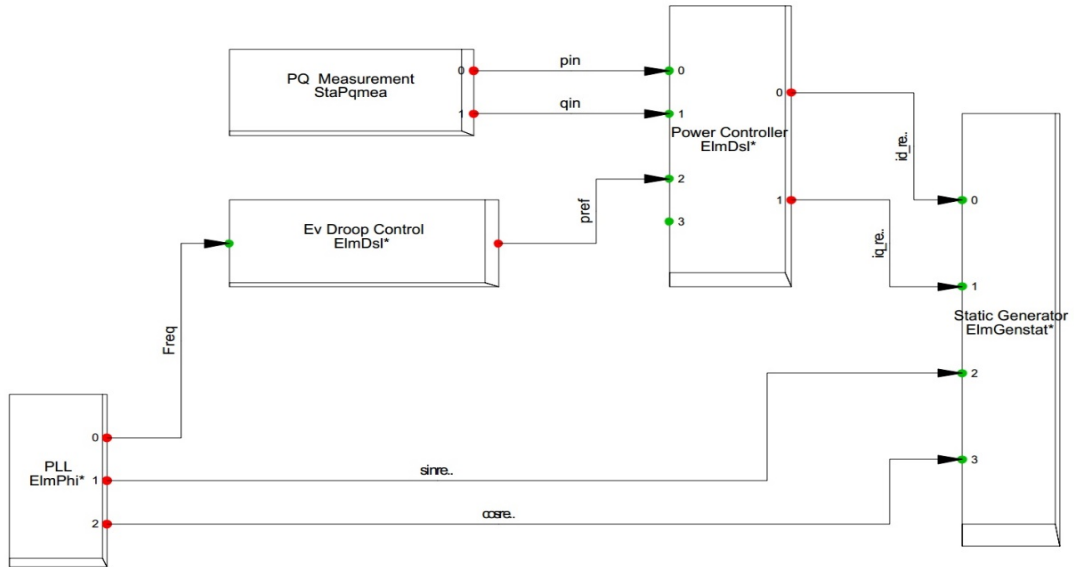 PQ Measurement
StaPqmea
0
1
pin
qin
0
1
2
3
Power Controller
ElmDsl*
0
1
id_re..
iq_re..
Ev Droop Control
ElmDsl*
pref
Freq
0
1
2
3
Static Generator
ElmGenstat*
PLL
ElmPhi*
0
1
2
sinre..
cosre..